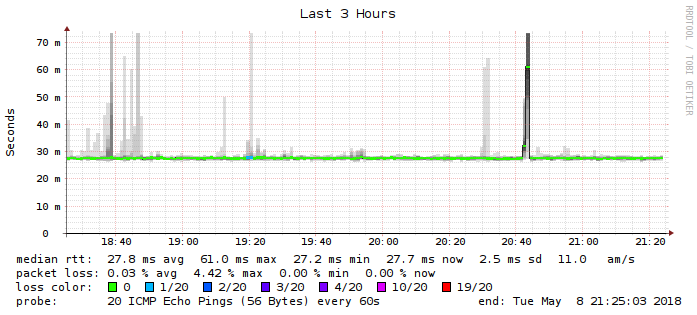 Last 3 Hours
RRDTOOL / TOBI OETIKER
Seconds
70 m
60 m
50 m
40 m
30 m
20 m
10 m
0
18:40 19:00 19:20 19:40 20:00 20:20 20:40 21:00 21:20
median rtt: 27.8 ms avg 61.0 ms max 27.2 ms min 27.7 ms now 2.5 ms sd 11.0 am/s
packet loss: 0.03 % avg 4.42 % max 0.00 % min 0.00 % now
loss color: 0 1/20 2/20 3/20 4/20 10/20 19/20
probe: 20 ICMP Echo Pings (56 Bytes) every 60s end: Tue May 8 21:25:03 2018